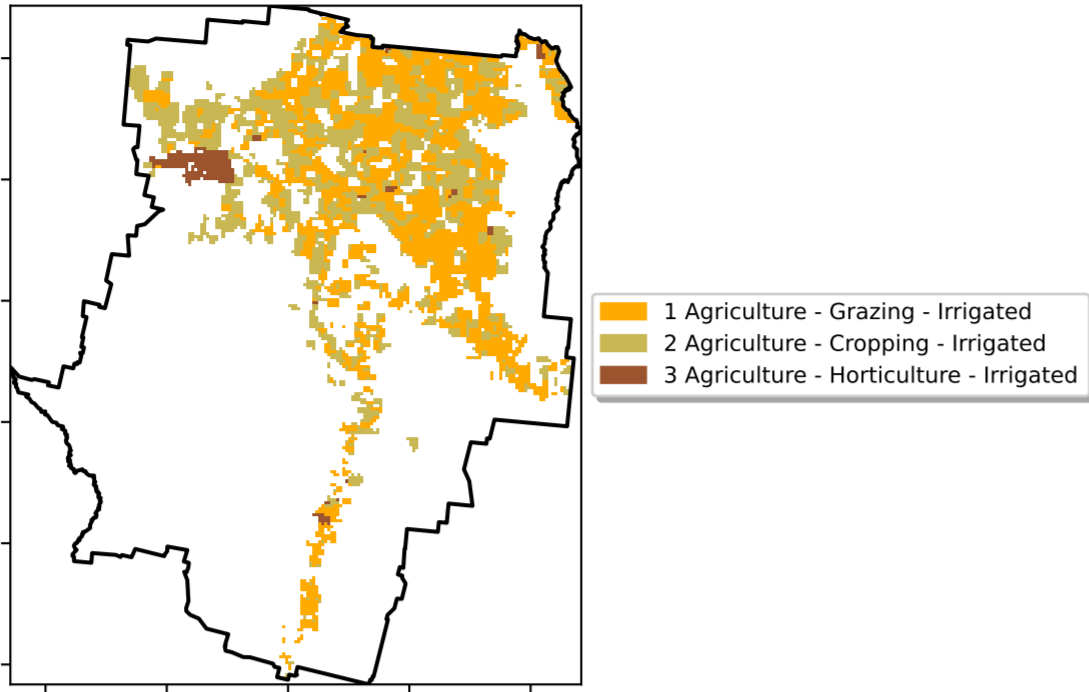 1 Agriculture - Grazing - Irrigated
2 Agriculture - Cropping - Irrigated
3 Agriculture - Horticulture - Irrigated